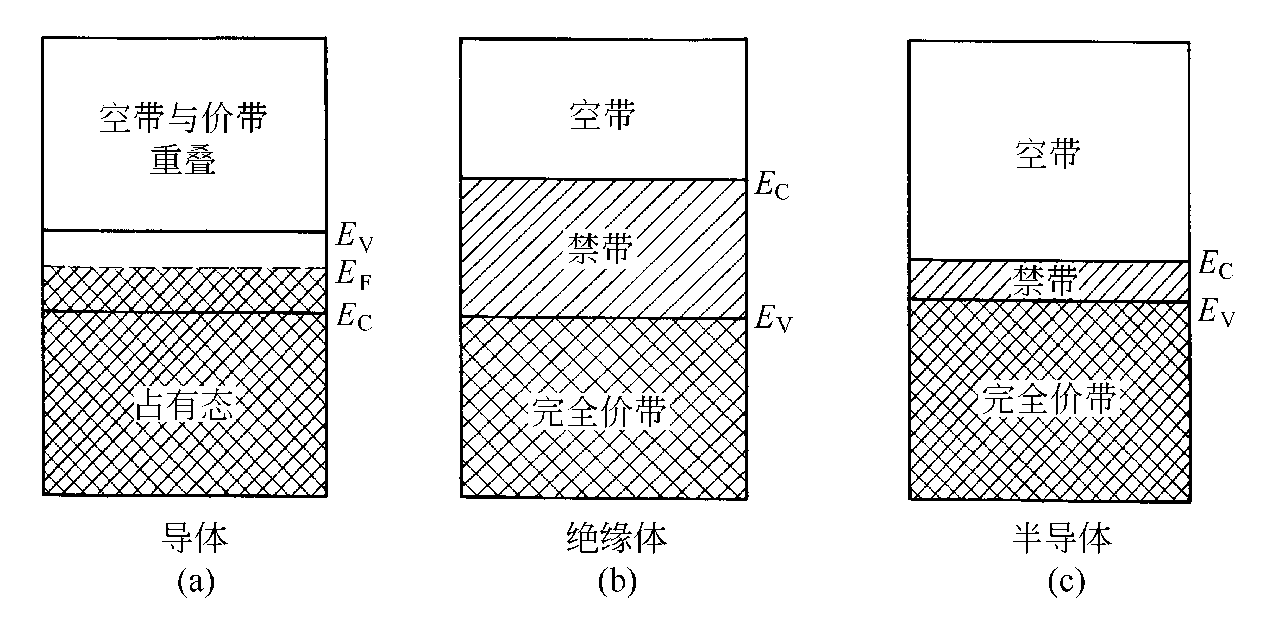 空带与价带
重叠
E_V
E_F
E_C
占有态
导体
(a)
空带
E_C
禁带
E_V
完全价带
绝缘体
(b)
空带
E_C
禁带
E_V
完全价带
半导体
(c)